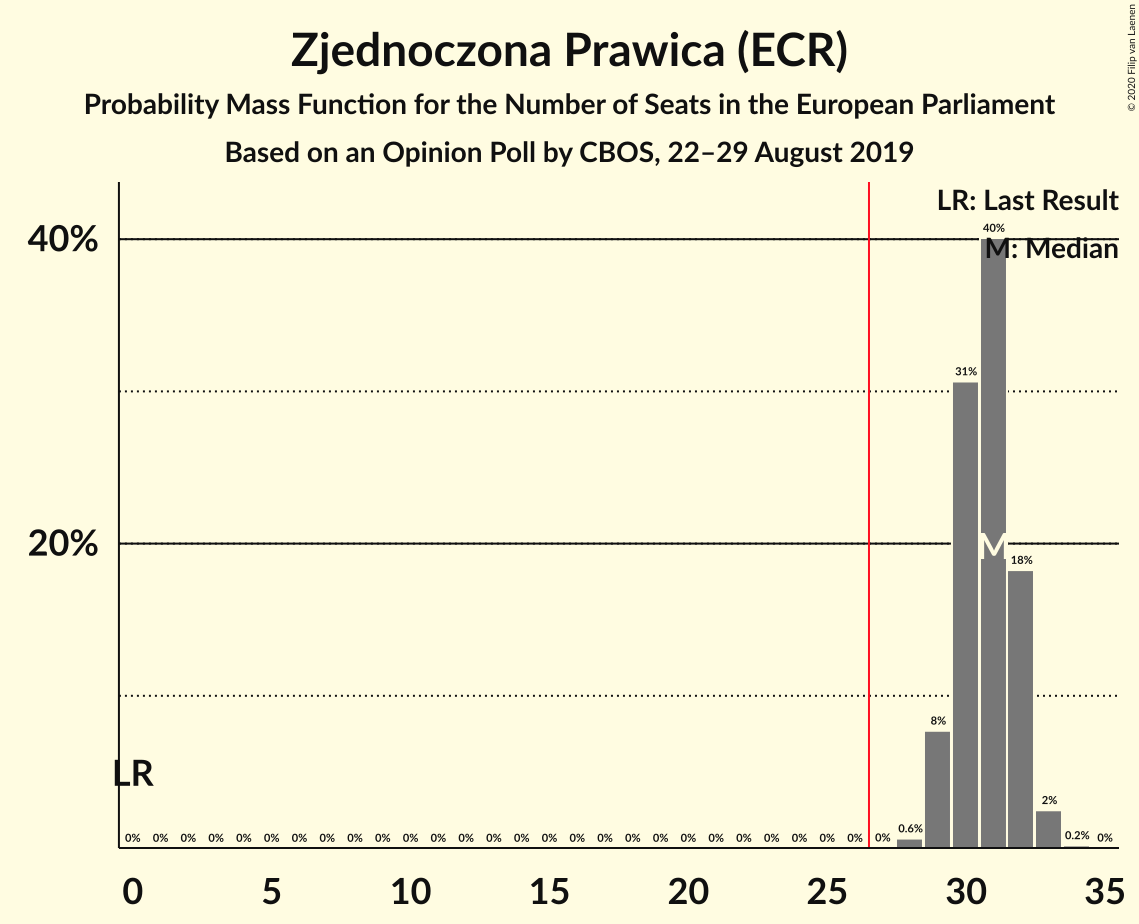 Zjednoczona Prawica (ECR)
Probability Mass Function for the Number of Seats in the European Parliament
Based on an Opinion Poll by CBOS, 22–29 August 2019
© 2020 Filip van Laenen
LR: Last Result
M: Median
40%
20%
LR
M
0% 0% 0% 0% 0% 0% 0% 0% 0% 0% 0% 0% 0% 0% 0% 0% 0% 0% 0% 0% 0% 0% 0% 0% 0% 0% 0% 0% 0.6% 8% 31% 40% 18% 2% 0.2% 0%
0 5 10 15 20 25 30 35